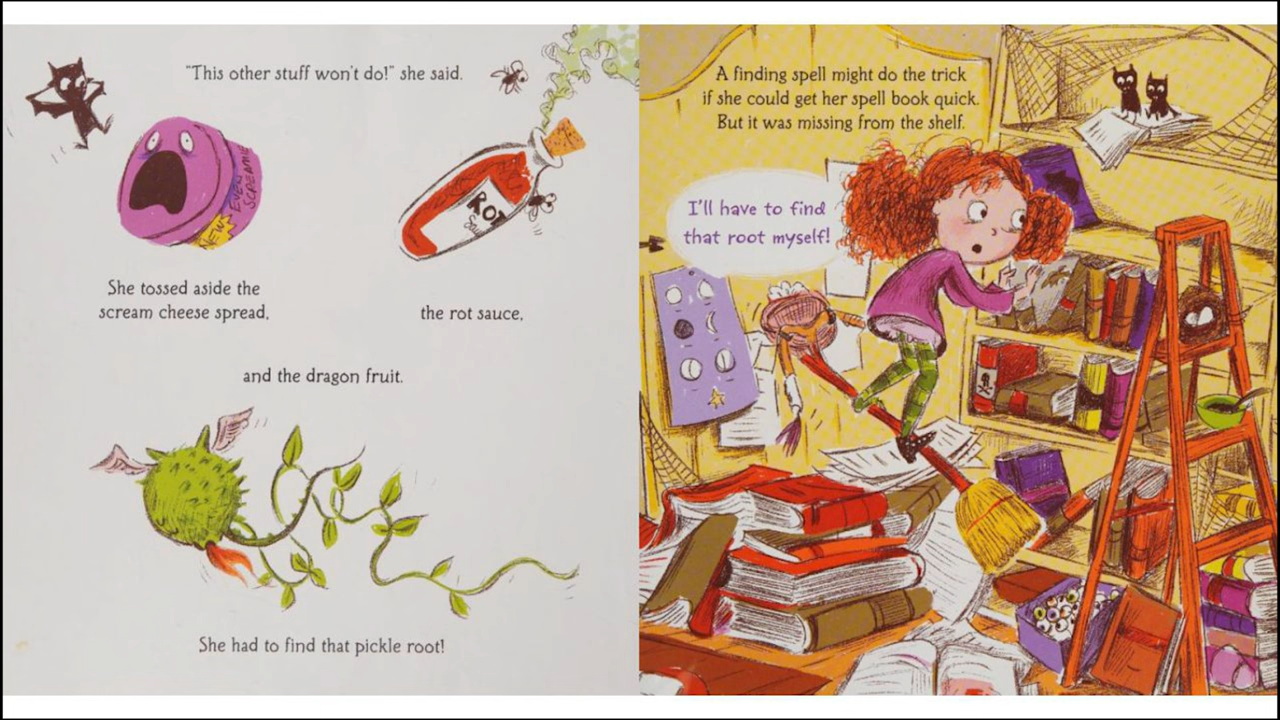 "This other stuff won't do!" she said.
EVER
SCREAMIE
NEW!
ROT
She tossed aside the
scream cheese spread,
the rot sauce,
and the dragon fruit.
She had to find that pickle root!
A finding spell might do the trick
if she could get her spell book quick.
But it was missing from the shelf.
I'll have to find
that root myself!